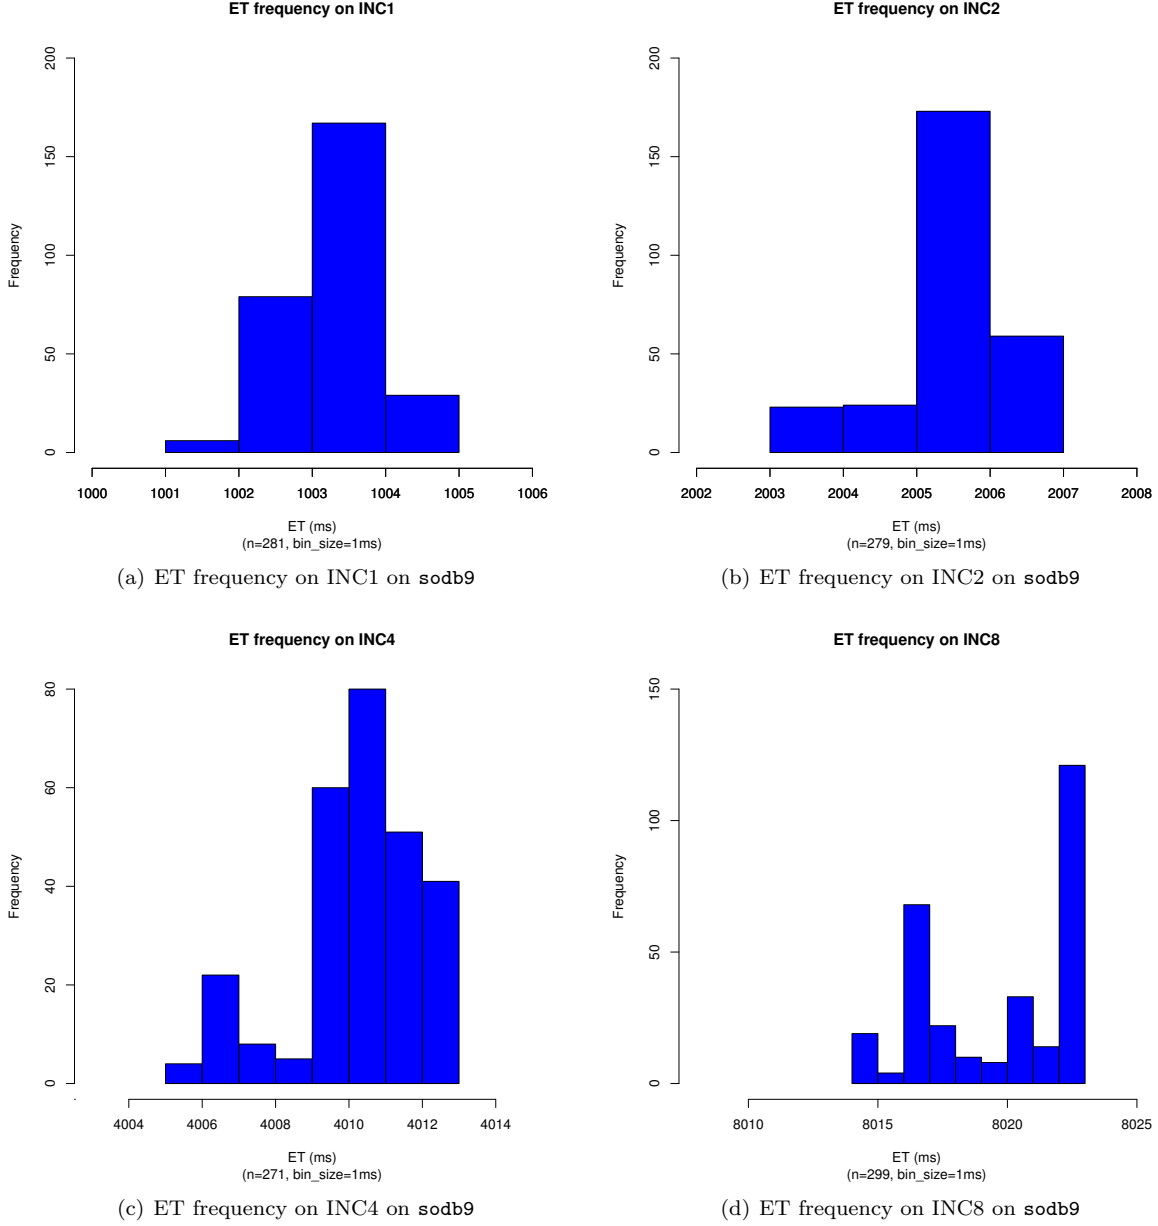 ET frequency on INC1
200
150
100
50
0
Frequency
1000 1001 1002 1003 1004 1005 1006
ET (ms)
(n=281, bin_size=1ms)
(a) ET frequency on INC1 on sodb9
ET frequency on INC2
200
150
100
50
0
Frequency
2002 2003 2004 2005 2006 2007 2008
ET (ms)
(n=279, bin_size=1ms)
(b) ET frequency on INC2 on sodb9
ET frequency on INC4
80
60
40
20
0
Frequency
4004 4006 4008 4010 4012 4014
ET (ms)
(n=271, bin_size=1ms)
(c) ET frequency on INC4 on sodb9
ET frequency on INC8
150
100
50
0
Frequency
8010 8015 8020 8025
ET (ms)
(n=299, bin_size=1ms)
(d) ET frequency on INC8 on sodb9